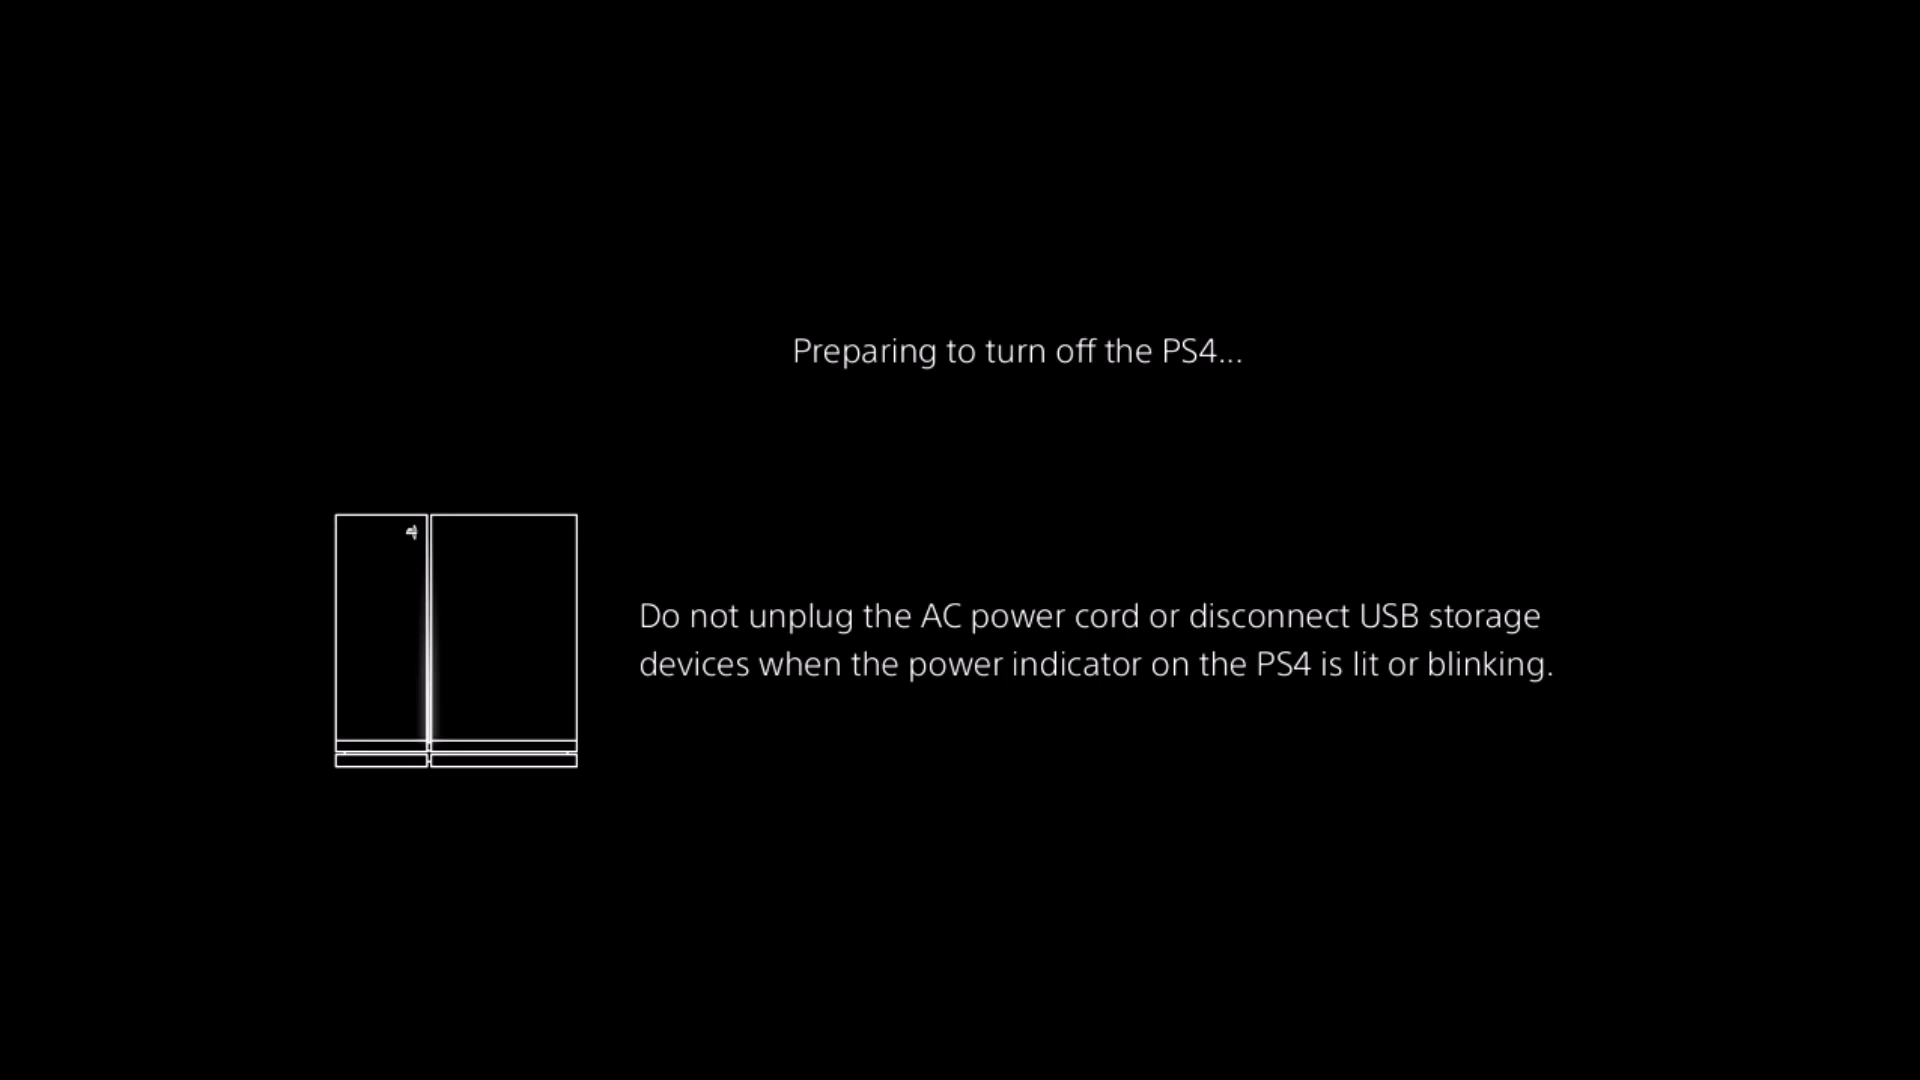 Preparing to turn off the PS4...
Do not unplug the AC power cord or disconnect USB storage
devices when the power indicator on the PS4 is lit or blinking.